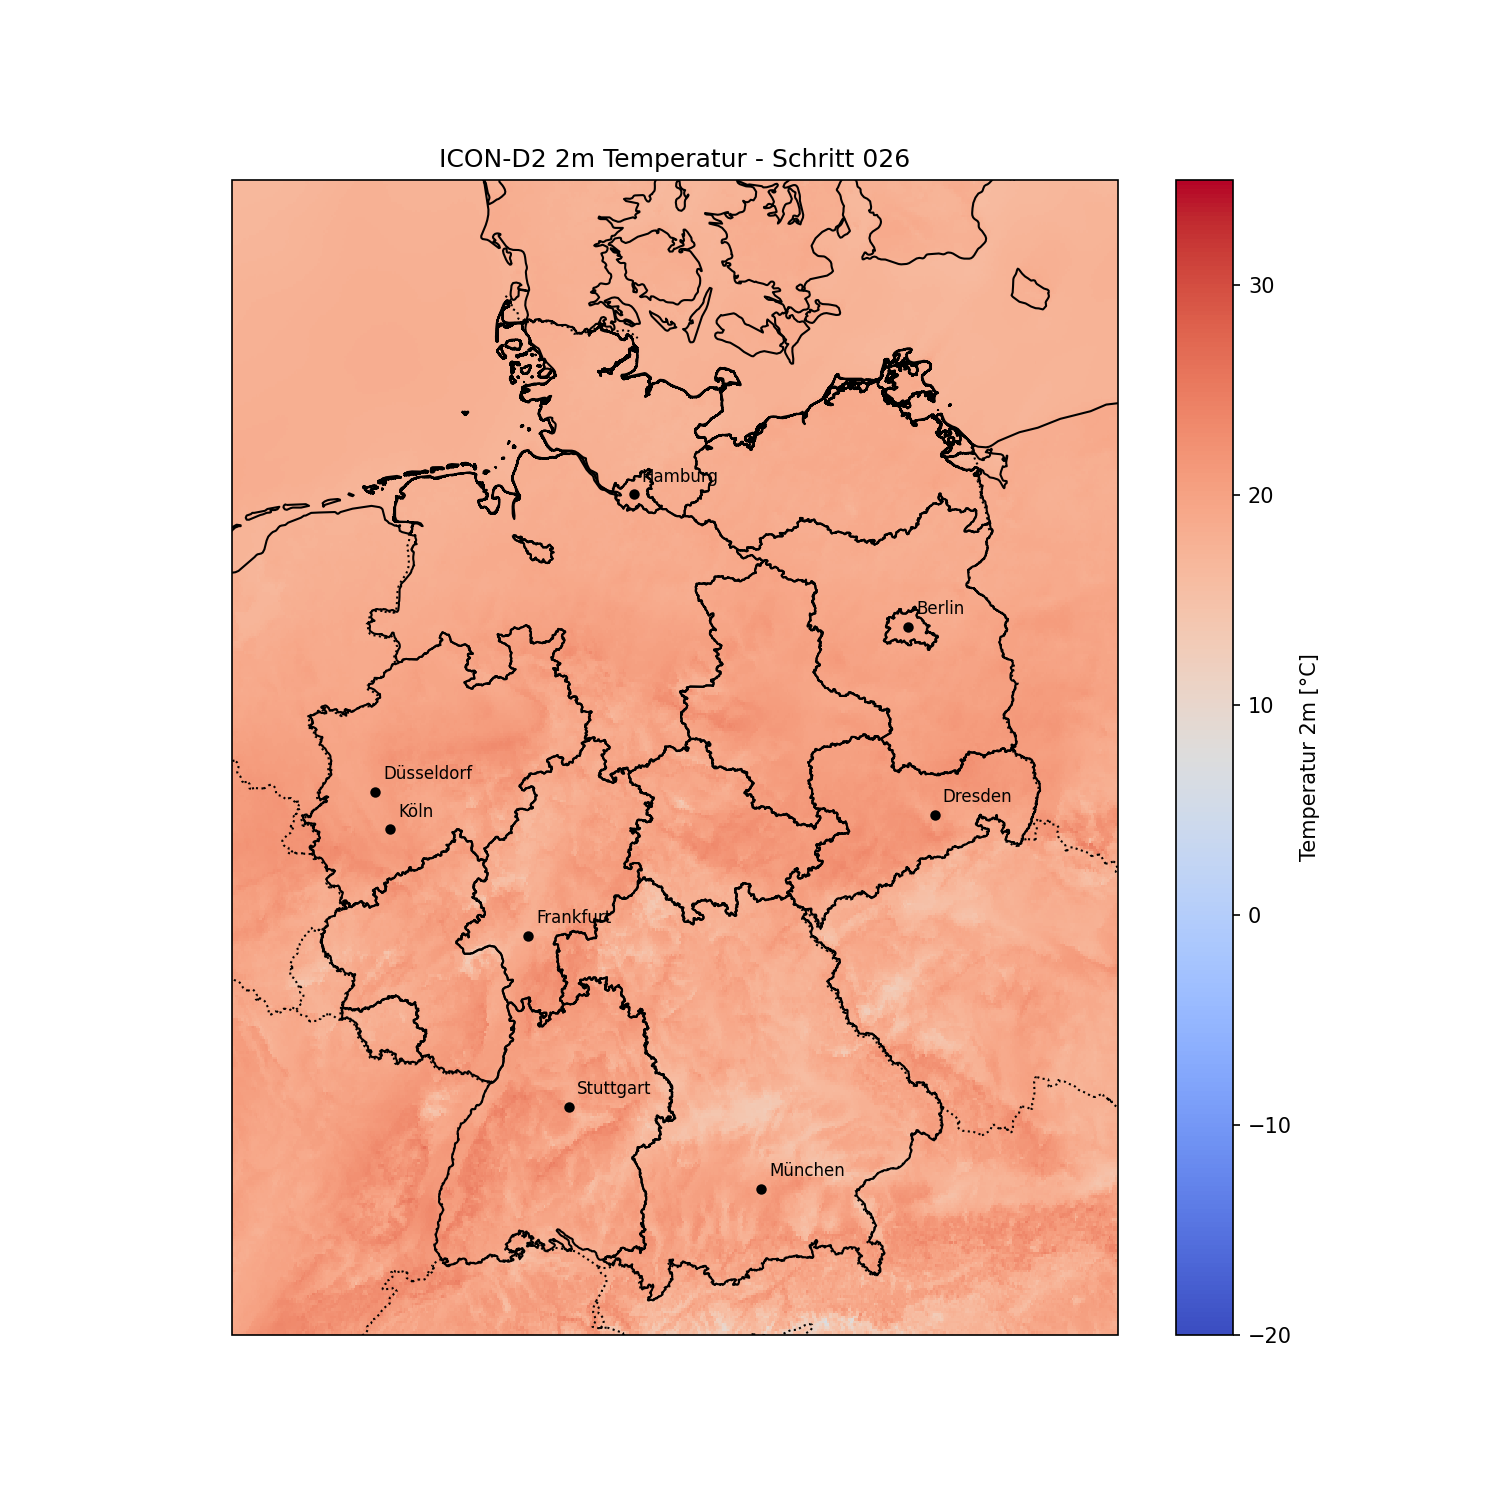 ICON-D2 2m Temperatur - Schritt 026
Hamburg
Berlin
Düsseldorf
Köln
Dresden
Frankfurt
Stuttgart
München
30
20
10
0
−10
−20
Temperatur 2m [°C]